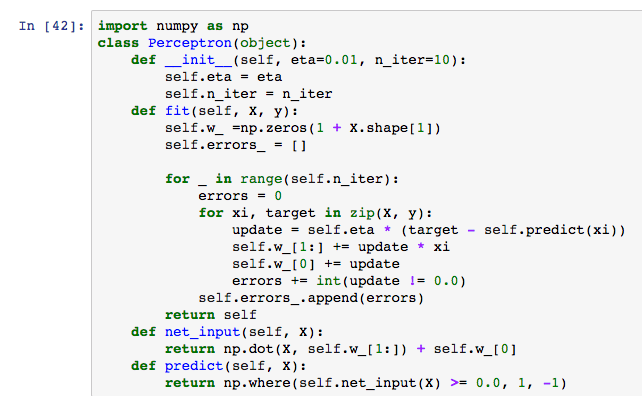 In [42]: import numpy as np
class Perceptron(object):
    def __init__(self, eta=0.01, n_iter=10):
        self.eta = eta
        self.n_iter = n_iter
    def fit(self, X, y):
        self.w_ =np.zeros(1 + X.shape[1])
        self.errors_ = []

        for _ in range(self.n_iter):
            errors = 0
            for xi, target in zip(X, y):
                update = self.eta * (target - self.predict(xi))
                self.w_[1:] += update * xi
                self.w_[0] += update
                errors += int(update != 0.0)
            self.errors_.append(errors)
        return self
    def net_input(self, X):
        return np.dot(X, self.w_[1:]) + self.w_[0]
    def predict(self, X):
        return np.where(self.net_input(X) >= 0.0, 1, -1)